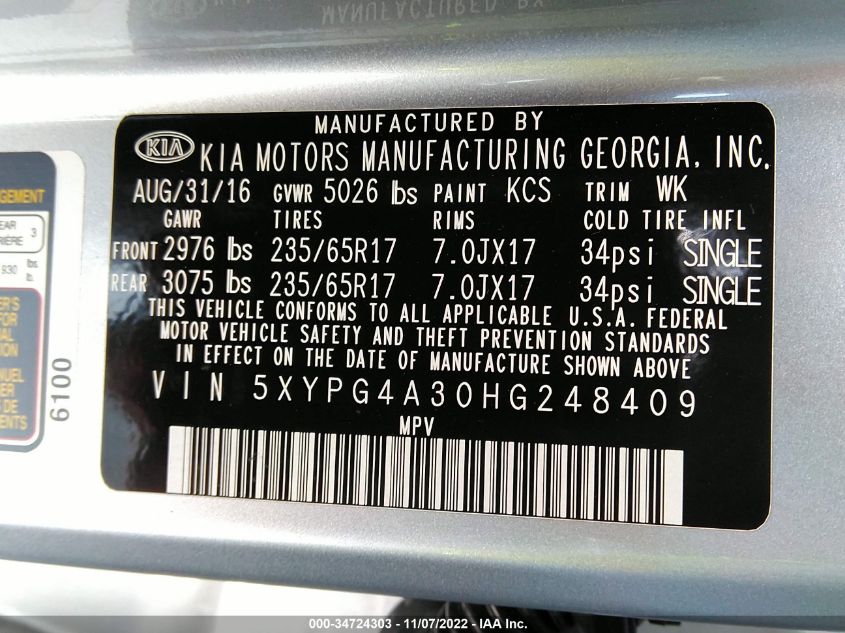 MANUFACTURED BY
KIA KIA MOTORS MANUFACTURING GEORGIA, INC.
AUG/31/16 GVWR 5026 lbs PAINT KCS TRIM WK
GAWR TIRES RIMS COLD TIRE INFL
FRONT 2976 lbs 235/65R17 7.0JX17 34psi SINGLE
REAR 3075 lbs 235/65R17 7.0JX17 34psi SINGLE
THIS VEHICLE CONFORMS TO ALL APPLICABLE U.S.A. FEDERAL
MOTOR VEHICLE SAFETY AND THEFT PREVENTION STANDARDS
IN EFFECT ON THE DATE OF MANUFACTURE SHOWN ABOVE
VIN 5XYPG4A30HG248409
MPV
3
930 lbs
lb.
6100
000-34724303 - 11/07/2022 - IAA Inc.